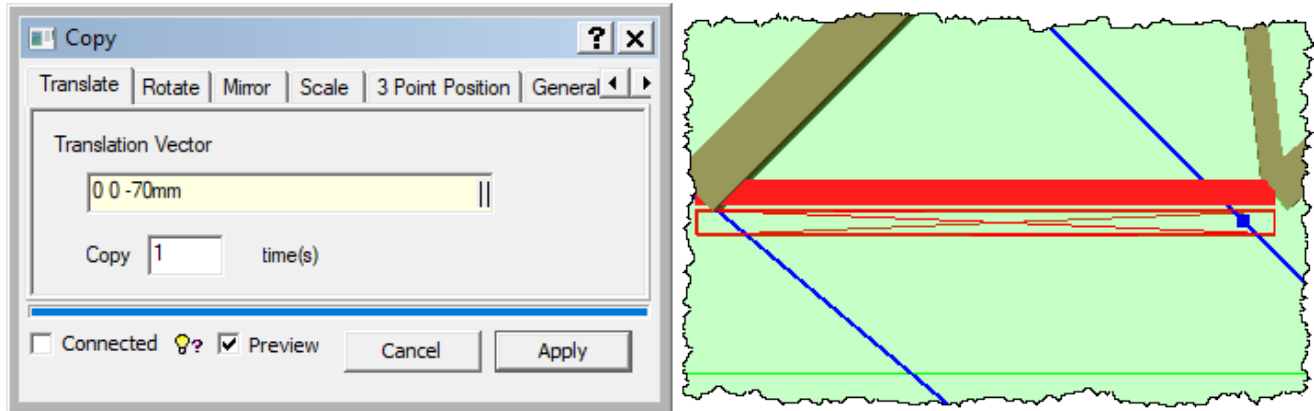 Copy
Translate Rotate Mirror Scale 3 Point Position General
Translation Vector
0 0 -70mm
Copy 1 time(s)
Connected ? Preview Cancel Apply